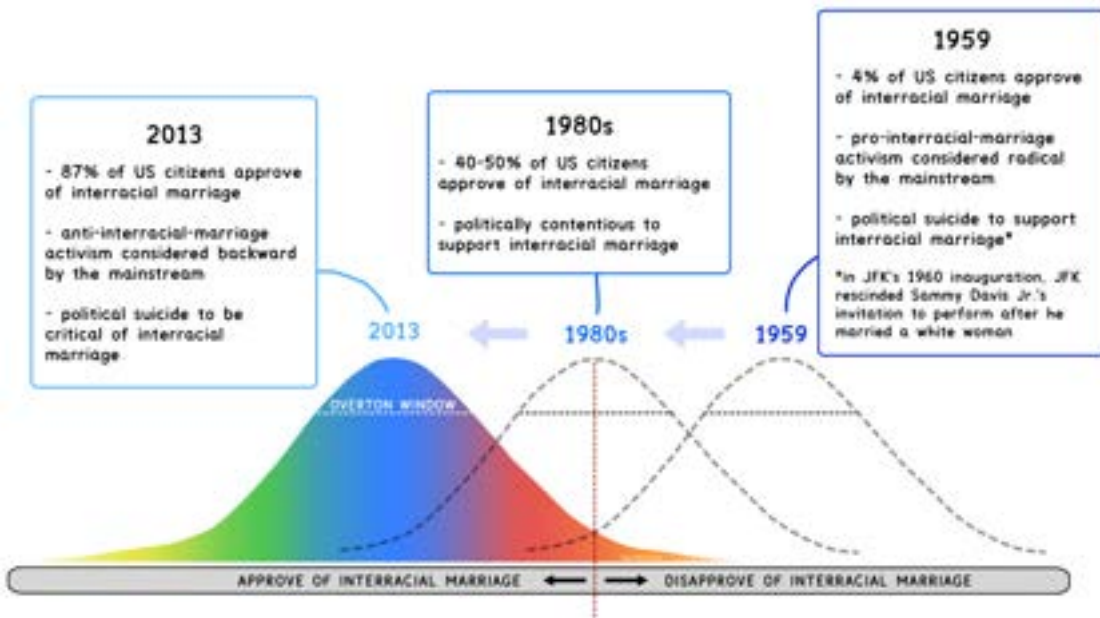 1959
- 4% of US citizens approve
of interracial marriage
- pro-interracial-marriage
activism considered radical
by the mainstream
- political suicide to support
interracial marriage*
*in JFK's 1960 inauguration, JFK
rescinded Sammy Davis Jr.'s
invitation to perform after he
married a white woman
1980s
- 40-50% of US citizens
approve of interracial marriage
- politically contentious to
support interracial marriage
2013
- 87% of US citizens approve
of interracial marriage
- anti-interracial-marriage
activism considered backward
by the mainstream
- political suicide to be
critical of interracial
marriage
2013
1980s
1959
OVERTON WINDOW
APPROVE OF INTERRACIAL MARRIAGE
DISAPPROVE OF INTERRACIAL MARRIAGE